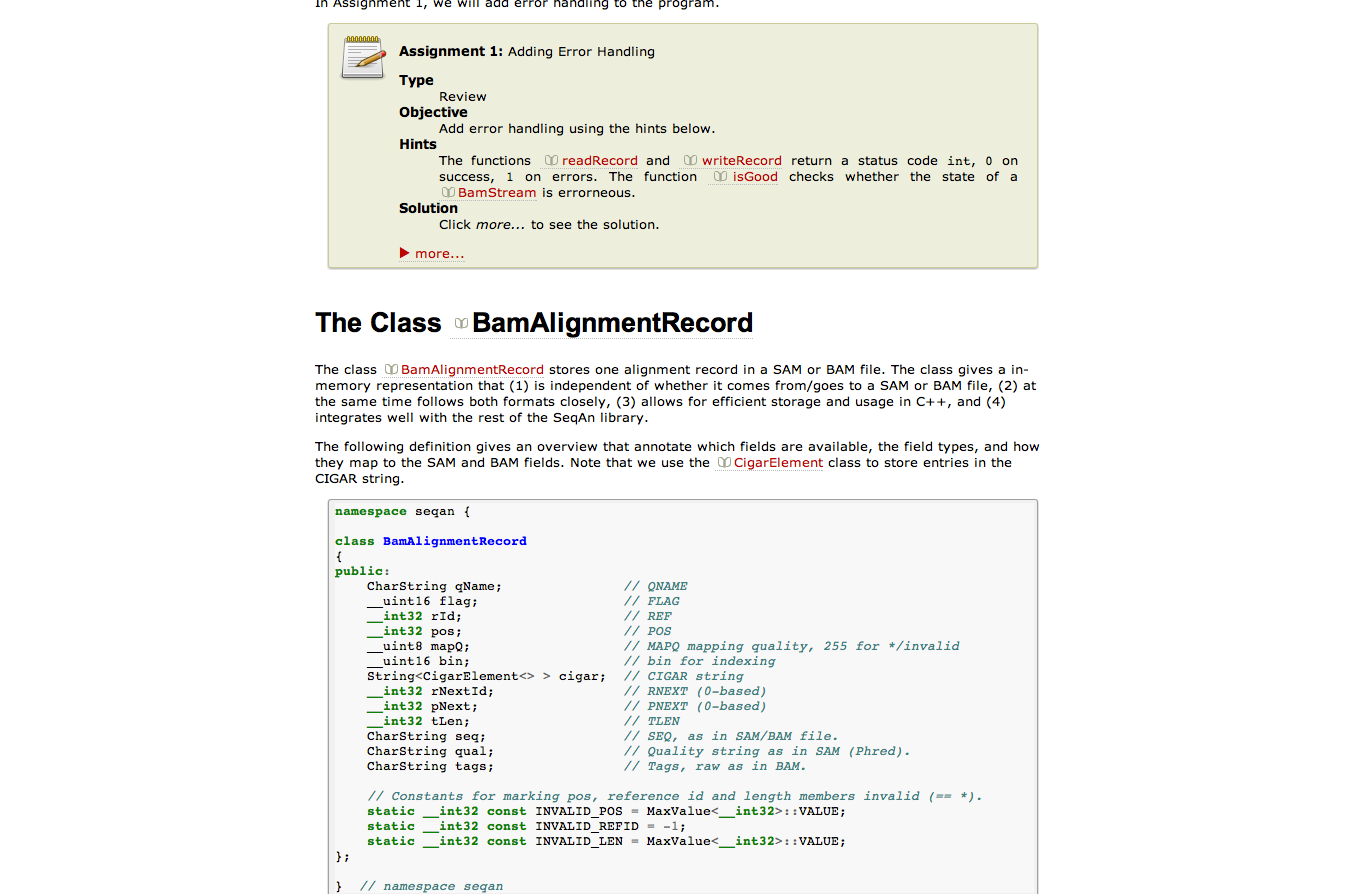 In Assignment 1, we will add error handling to the program.
Assignment 1: Adding Error Handling
Type
Review
Objective
Add error handling using the hints below.
Hints
The functions readRecord and writeRecord return a status code int, 0 on
success, 1 on errors. The function isGood checks whether the state of a
BamStream is errorneous.
Solution
Click more... to see the solution.
more...
The Class BamAlignmentRecord
The class BamAlignmentRecord stores one alignment record in a SAM or BAM file. The class gives a in-
memory representation that (1) is independent of whether it comes from/goes to a SAM or BAM file, (2) at
the same time follows both formats closely, (3) allows for efficient storage and usage in C++, and (4)
integrates well with the rest of the SeqAn library.
The following definition gives an overview that annotate which fields are available, the field types, and how
they map to the SAM and BAM fields. Note that we use the CigarElement class to store entries in the
CIGAR string.
namespace seqan {
class BamAlignmentRecord
{
public:
    CharString qName;               // QNAME
    __uint16 flag;                  // FLAG
    __int32 rId;                    // REF
    __int32 pos;                    // POS
    __uint8 mapQ;                   // MAPQ mapping quality, 255 for */invalid
    __uint16 bin;                   // bin for indexing
    String<CigarElement<> > cigar;  // CIGAR string
    __int32 rNextId;                // RNEXT (0-based)
    __int32 pNext;                  // PNEXT (0-based)
    __int32 tLen;                   // TLEN
    CharString seq;                 // SEQ, as in SAM/BAM file.
    CharString qual;                // Quality string as in SAM (Phred).
    CharString tags;                // Tags, raw as in BAM.
    // Constants for marking pos, reference id and length members invalid (== *).
    static __int32 const INVALID_POS = MaxValue<__int32>::VALUE;
    static __int32 const INVALID_REFID = -1;
    static __int32 const INVALID_LEN = MaxValue<__int32>::VALUE;
};
}  // namespace seqan